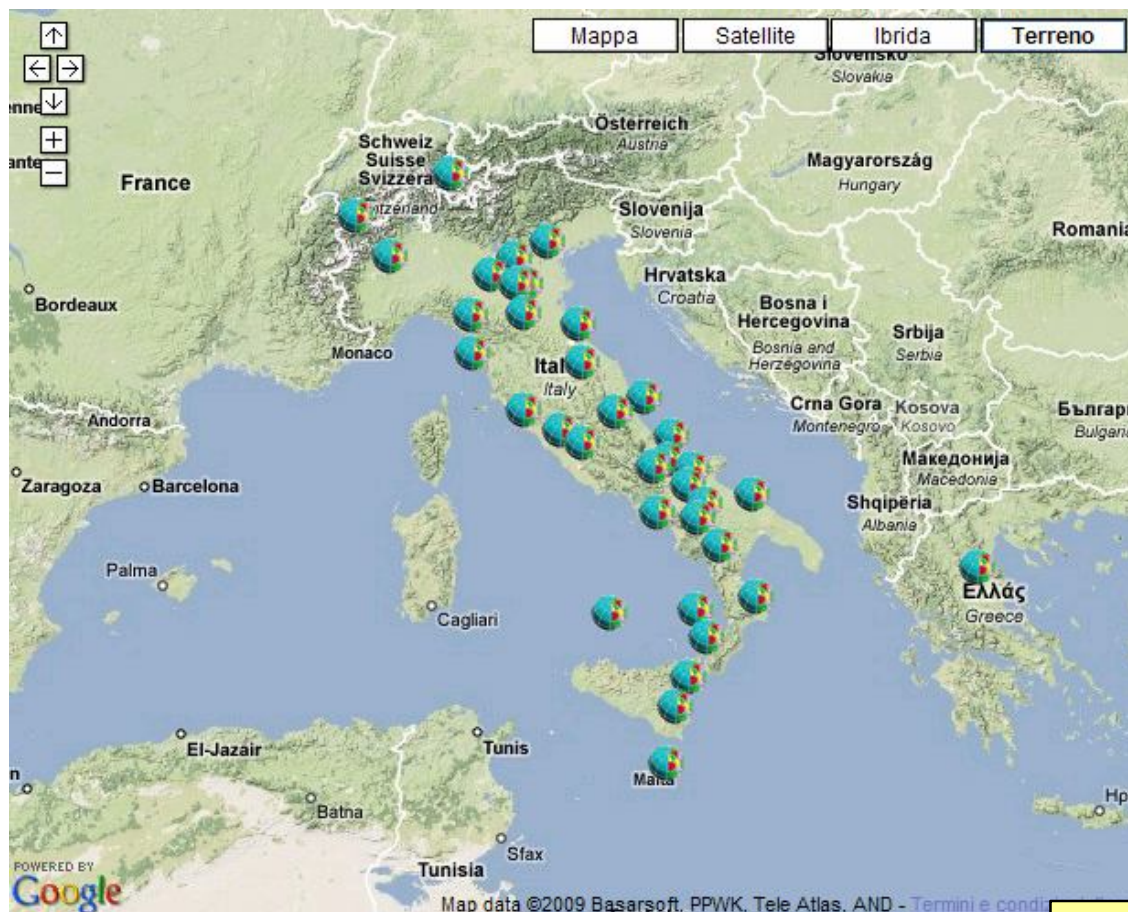 Mappa
Satellite
Ibrida
Terreno
Slovensko
Slovakia
Österreich
Austria
Schweiz
Suisse
Svizzera
France
Magyarország
Hungary
Slovenija
Slovenia
Romania
Hrvatska
Croatia
Bordeaux
Bosna i
Hercegovina
Bosnia and
Herzegovina
Srbija
Serbia
Monaco
Italy
Crna Gora
Montenegro
Kosova
Kosovo
Andorra
Македонија
Macedonia
Zaragoza
Barcelona
Shqipëria
Albania
Palma
Cagliari
Ελλάς
Greece
El-Jazáir
Tunis
Malta
Batna
Sfax
Tunisia
POWERED BY
Google
Map data ©2009 Basarsoft, PPWK, Tele Atlas, AND -